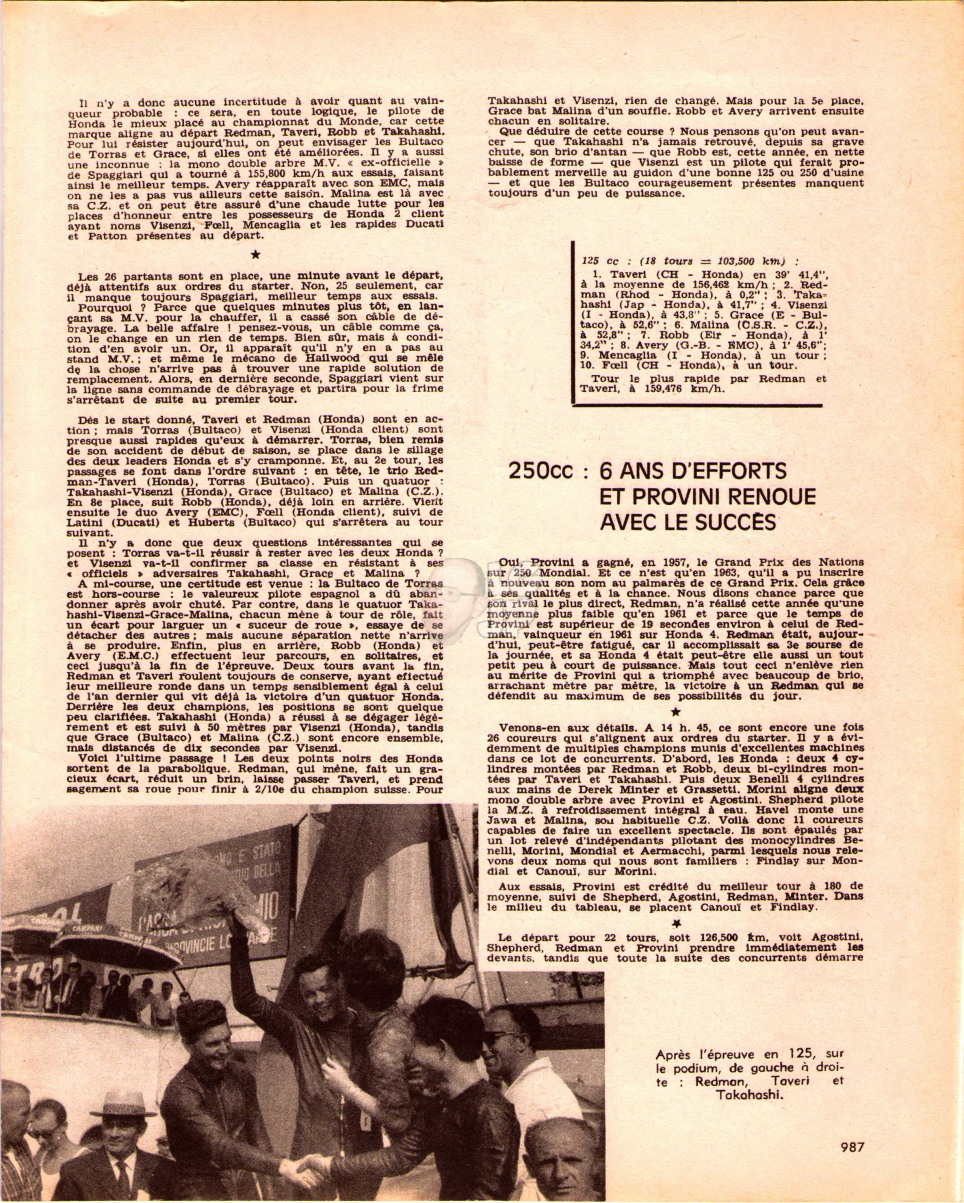 Il n'y a donc aucune incertitude à avoir quant au vain-
queur probable : ce sera, en toute logique, le pilote de
Honda le mieux placé au championnat du Monde, car cette
marque aligne au départ Redman, Taveri, Robb et Takahashi.
Pour lui résister aujourd'hui, on peut envisager les Bultaco
de Torras et Grace, si elles ont été améliorées. Il y a aussi
une inconnue : la mono double arbre M.V. « ex-officielle »
de Spaggiari qui a tourné à 155,800 km/h aux essais, faisant
ainsi le meilleur temps. Avery réapparaît avec son EMC, mais
on ne les a pas vus ailleurs cette saison. Malina est là avec
sa C.Z. et on peut être assuré d'une chaude lutte pour les
places d'honneur entre les possesseurs de Honda 2 client
ayant noms Visenzi, Fœll, Mencaglia et les rapides Ducati
et Patton présentes au départ.
★
Les 26 partants sont en place, une minute avant le départ,
déjà attentifs aux ordres du starter. Non, 25 seulement, car
il manque toujours Spaggiari, meilleur temps aux essais.
Pourquoi ? Parce que quelques minutes plus tôt, en lan-
çant sa M.V. pour la chauffer, il a cassé son câble de dé-
brayage. La belle affaire ! pensez-vous, un câble comme ça,
on le change en un rien de temps. Bien sûr, mais à condi-
tion d'en avoir un. Or, il apparaît qu'il n'y en a pas au
stand M.V. ; et même le mécano de Hailwood qui se mêle
de la chose n'arrive pas à trouver une rapide solution de
remplacement. Alors, en dernière seconde, Spaggiari vient sur
la ligne sans commande de débrayage et partira pour la frime
s'arrêtant de suite au premier tour.
Dès le start donné, Taveri et Redman (Honda) sont en ac-
tion ; mais Torras (Bultaco) et Visenzi (Honda client) sont
presque aussi rapides qu'eux à démarrer. Torras, bien remis
de son accident de début de saison, se place dans le sillage
des deux leaders Honda et s'y cramponne. Et, au 2e tour, les
passages se font dans l'ordre suivant : en tête, le trio Red-
man-Taveri (Honda), Torras (Bultaco). Puis un quatuor :
Takahashi-Visenzi (Honda), Grace (Bultaco) et Malina (C.Z.).
En 8e place, suit Robb (Honda), déjà loin en arrière. Vient
ensuite le duo Avery (EMC), Fœll (Honda client), suivi de
Latini (Ducati) et Huberts (Bultaco) qui s'arrêtera au tour
suivant.
Il n'y a donc que deux questions intéressantes qui se
posent : Torras va-t-il réussir à rester avec les deux Honda ?
et Visenzi va-t-il confirmer sa classe en résistant à ses
« officiels » adversaires Takahashi, Grace et Malina ?
A mi-course, une certitude est venue : la Bultaco de Torras
est hors-course : le valeureux pilote espagnol a dû aban-
donner après avoir chuté. Par contre, dans le quatuor Taka-
hashi-Visenzi-Grace-Malina, chacun mène à tour de rôle, fait
un écart pour larguer un « suceur de roue », essaye de se
détacher des autres ; mais aucune séparation nette n'arrive
à se produire. Enfin, plus en arrière, Robb (Honda) et
Avery (E.M.C.) effectuent leur parcours, en solitaires, et
ceci jusqu'à la fin de l'épreuve. Deux tours avant la fin,
Redman et Taveri roulent toujours de conserve, ayant effectué
leur meilleure ronde dans un temps sensiblement égal à celui
de l'an dernier qui vit déjà la victoire d'un quatuor Honda.
Derrière les deux champions, les positions se sont quelque
peu clarifiées. Takahashi (Honda) a réussi à se dégager légè-
rement et est suivi à 50 mètres par Visenzi (Honda), tandis
que Grace (Bultaco) et Malina (C.Z.) sont encore ensemble,
mais distancés de dix secondes par Visenzi.
Voici l'ultime passage ! Les deux points noirs des Honda
sortent de la parabolique. Redman, qui mène, fait un gra-
cieux écart, réduit un brin, laisse passer Taveri, et prend
sagement sa roue pour finir à 2/10e du champion suisse. Pour
Takahashi et Visenzi, rien de changé. Mais pour la 5e place,
Grace bat Malina d'un souffle. Robb et Avery arrivent ensuite
chacun en solitaire.
Que déduire de cette course ? Nous pensons qu'on peut avan-
cer — que Takahashi n'a jamais retrouvé, depuis sa grave
chute, son brio d'antan — que Robb est, cette année, en nette
baisse de forme — que Visenzi est un pilote qui ferait pro-
bablement merveille au guidon d'une bonne 125 ou 250 d'usine
— et que les Bultaco courageusement présentes manquent
toujours d'un peu de puissance.
125 cc : (18 tours = 103,500 km) :
1. Taveri (CH - Honda) en 39' 41,4",
à la moyenne de 156,462 km/h ; 2. Red-
man (Rhod - Honda), à 0,2" ; 3. Taka-
hashi (Jap - Honda), à 41,7" ; 4. Visenzi
(I - Honda), à 43,8" ; 5. Grace (E - Bul-
taco), à 52,6" ; 6. Malina (C.S.R. - C.Z.),
à 52,8" ; 7. Robb (Eir - Honda), à 1'
34,2" ; 8. Avery (G.-B. - EMC), à 1' 45,6" ;
9. Mencaglia (I - Honda), à un tour ;
10. Fœll (CH - Honda), à un tour.
Tour le plus rapide par Redman et
Taveri, à 159,476 km/h.
250cc : 6 ANS D'EFFORTS
ET PROVINI RENOUE
AVEC LE SUCCÈS
Oui, Provini a gagné, en 1957, le Grand Prix des Nations
sur 250 Mondial. Et ce n'est qu'en 1963, qu'il a pu inscrire
à nouveau son nom au palmarès de ce Grand Prix. Cela grâce
à ses qualités et à la chance. Nous disons chance parce que
son rival le plus direct, Redman, n'a réalisé cette année qu'une
moyenne plus faible qu'en 1961 et parce que le temps de
Provini est supérieur de 19 secondes environ à celui de Red-
man, vainqueur en 1961 sur Honda 4. Redman était, aujour-
d'hui, peut-être fatigué, car il accomplissait sa 3e course de
la journée, et sa Honda 4 était peut-être elle aussi un tout
petit peu à court de puissance. Mais tout ceci n'enlève rien
au mérite de Provini qui a triomphé avec beaucoup de brio,
arrachant mètre par mètre, la victoire à un Redman qui se
défendit au maximum de ses possibilités du jour.
★
Venons-en aux détails. A 14 h. 45, ce sont encore une fois
26 coureurs qui s'alignent aux ordres du starter. Il y a évi-
demment de multiples champions munis d'excellentes machines
dans ce lot de concurrents. D'abord, les Honda : deux 4 cy-
lindres montées par Redman et Robb, deux bi-cylindres mon-
tées par Taveri et Takahashi. Puis deux Benelli 4 cylindres
aux mains de Derek Minter et Grassetti. Morini aligne deux
mono double arbre avec Provini et Agostini. Shepherd pilote
la M.Z. à refroidissement intégral à eau. Havel monte une
Jawa et Malina, son habituelle C.Z. Voilà donc 11 coureurs
capables de faire un excellent spectacle. Ils sont épaulés par
un lot relevé d'indépendants pilotant des monocylindres Be-
nelli, Morini, Mondial et Aermacchi, parmi lesquels nous rele-
vons deux noms qui nous sont familiers : Findlay sur Mon-
dial et Canouï, sur Morini.
Aux essais, Provini est crédité du meilleur tour à 180 de
moyenne, suivi de Shepherd, Agostini, Redman, Minter. Dans
le milieu du tableau, se placent Canouï et Findlay.
★
Le départ pour 22 tours, soit 126,500 km, voit Agostini,
Shepherd, Redman et Provini prendre immédiatement les
devants, tandis que toute la suite des concurrents démarre
CAMPARI
Après l'épreuve en 125, sur
le podium, de gauche à droi-
te : Redman, Taveri et
Takahashi.
987